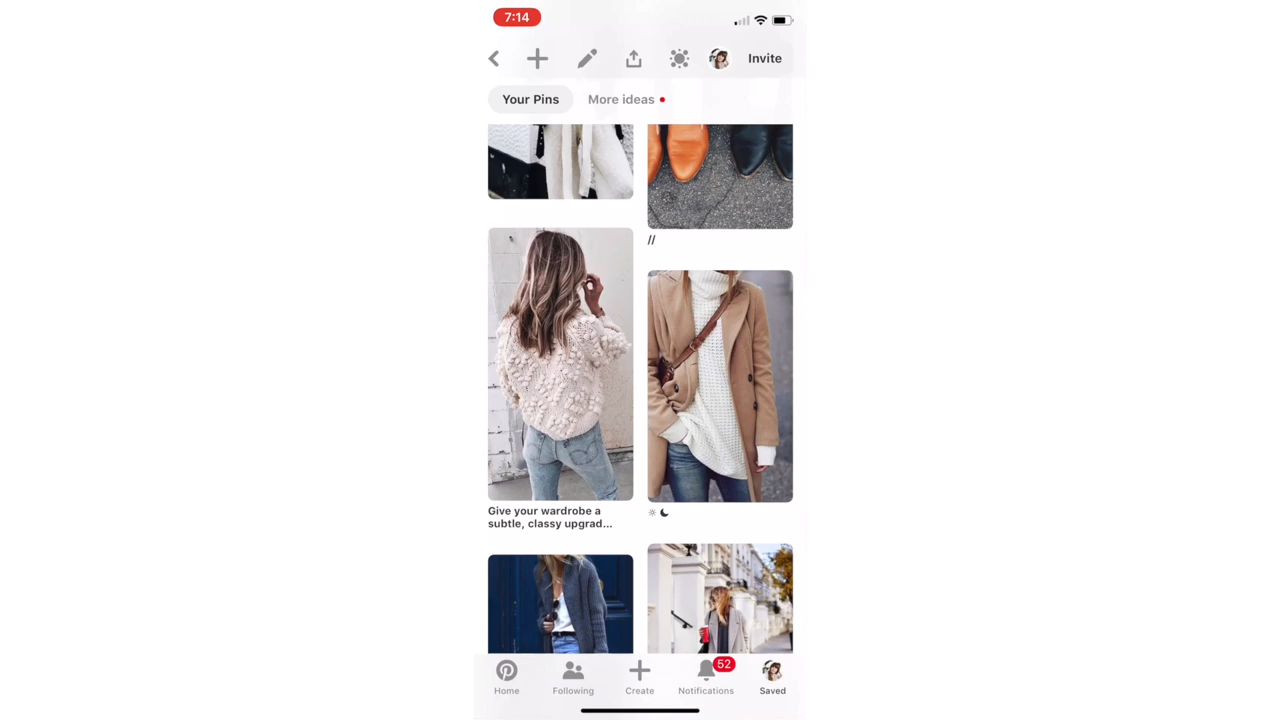 7:14
Invite
Your Pins
More ideas
//
Give your wardrobe a
subtle, classy upgrad...
52
Home
Following
Create
Notifications
Saved